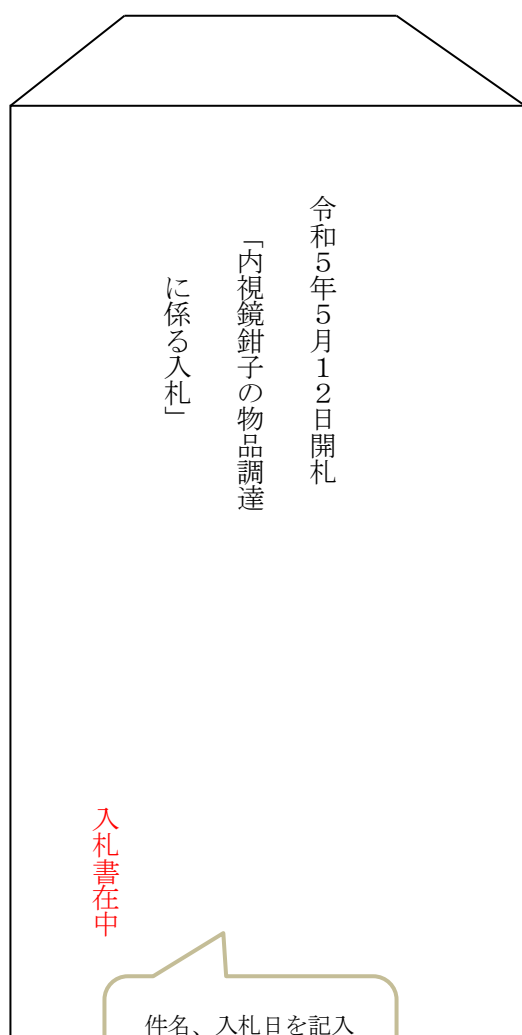 令和５年５月１２日開札
「内視鏡鉗子の物品調達
に係る入札」
入札書在中
件名、入札日を記入